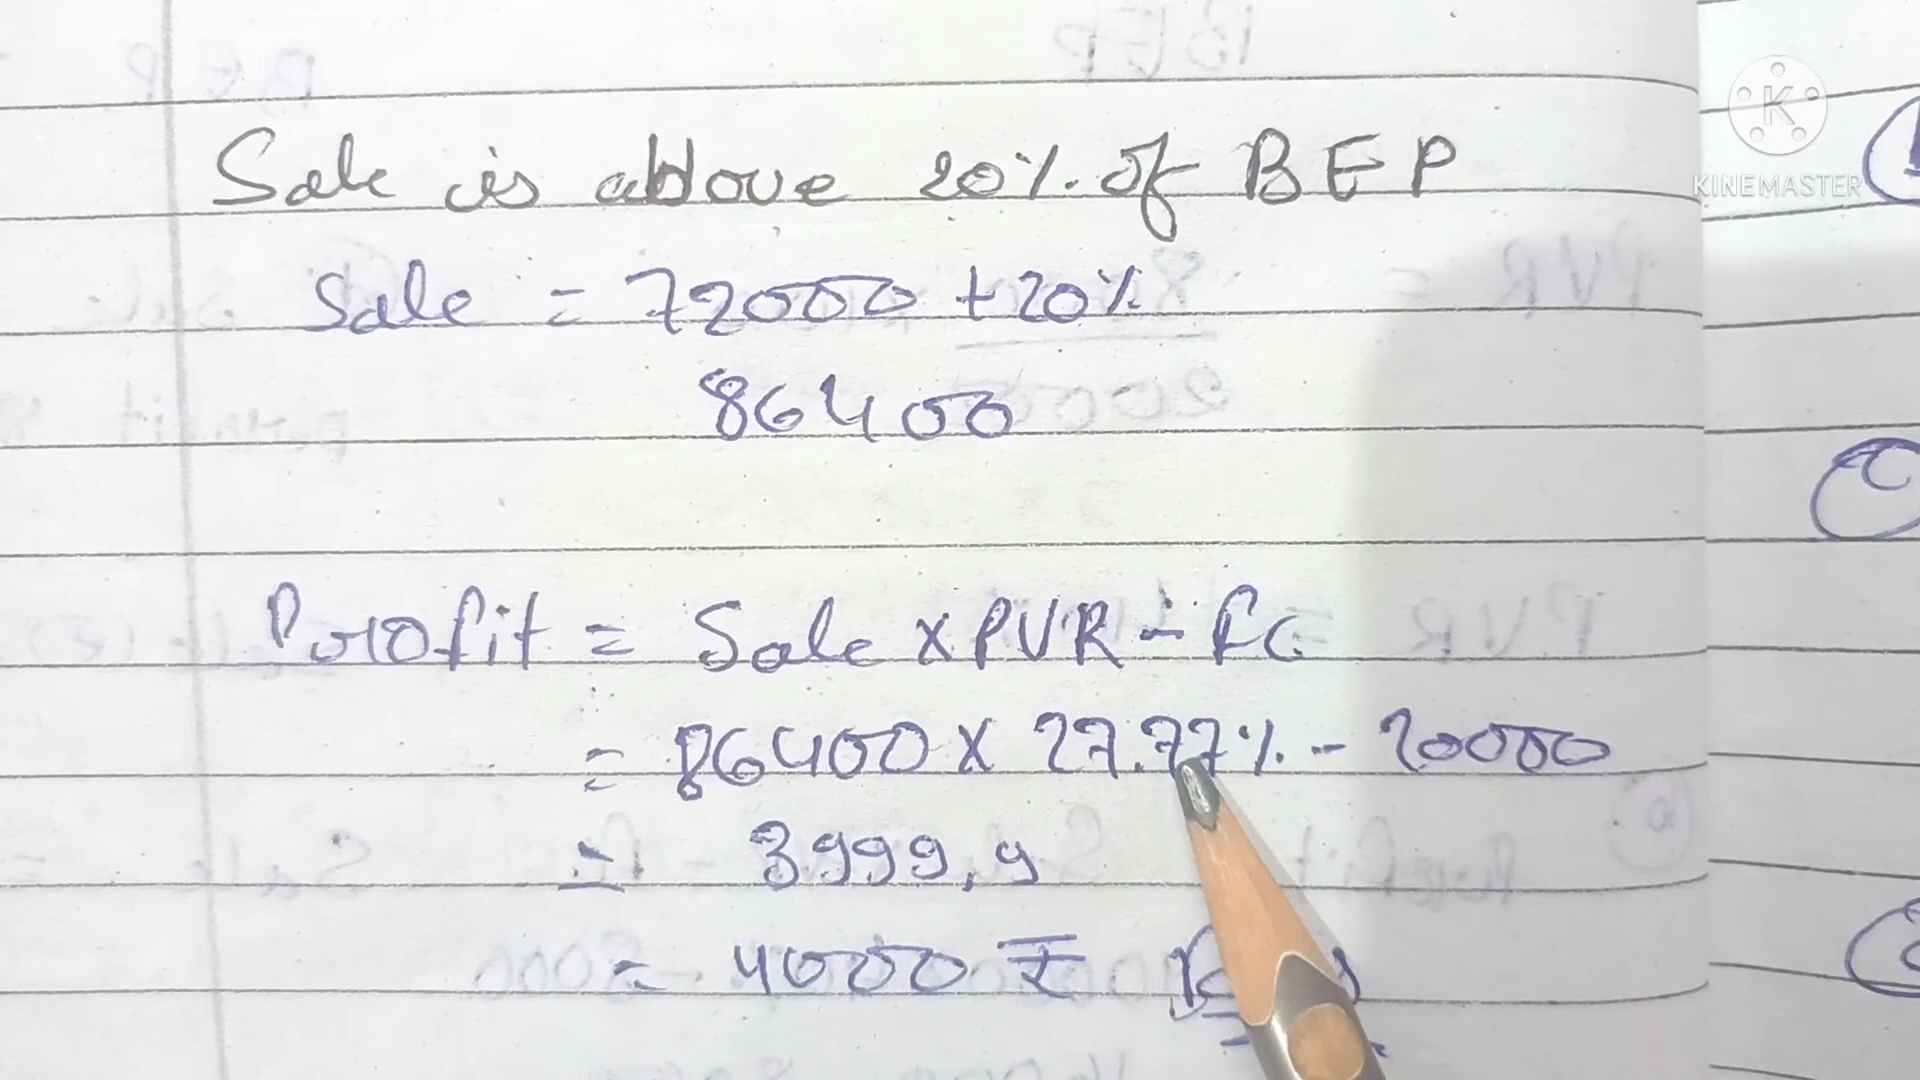 Sale is above 20% of BEP
Sale = 72000 + 20%
86400
Profit = Sale x PVR - FC
= 86400 x 27.77% - 20000
= 3999.9
= 4000 ₹
K
KINEMASTER